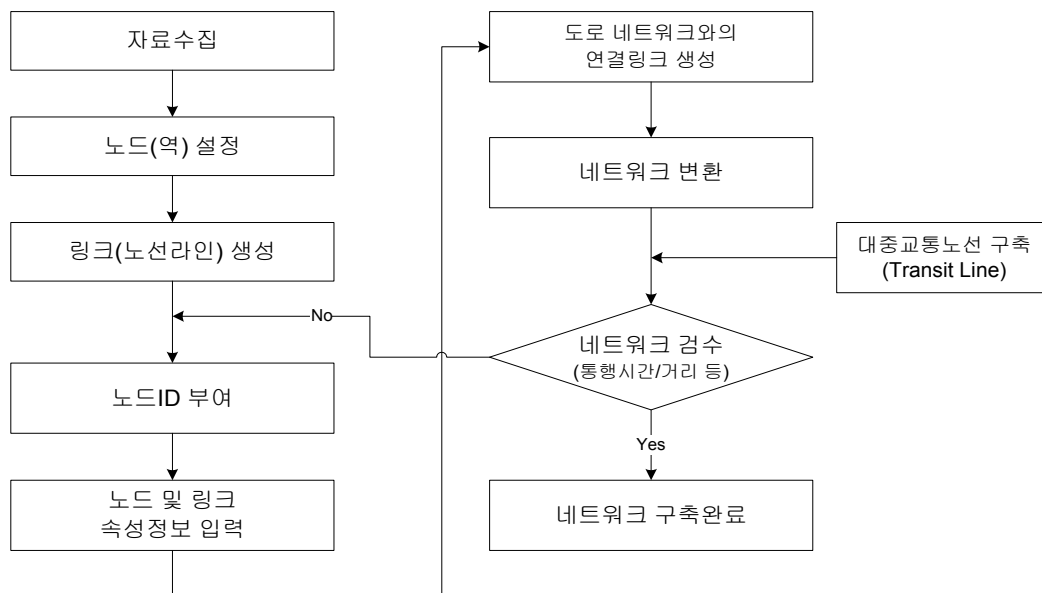 자료수집
노드(역) 설정
링크(노선라인) 생성
노드ID 부여
노드 및 링크
속성정보 입력
도로 네트워크와의
연결링크 생성
네트워크 변환
대중교통노선 구축
(Transit Line)
네트워크 검수
(통행시간/거리 등)
No
Yes
네트워크 구축완료